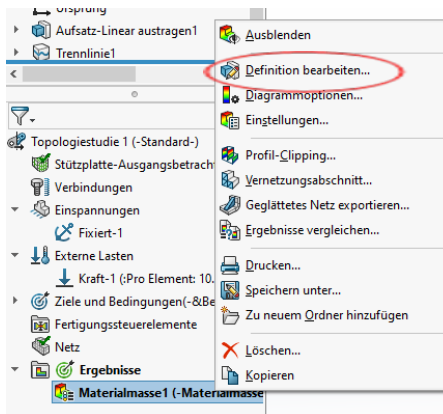 Ursprung
Aufsatz-Linear austragen1
Trennlinie1
Topologiestudie 1 (-Standard-)
Stützplatte-Ausgangsbetrach
Verbindungen
Einspannungen
Fixiert-1
Externe Lasten
Kraft-1 (:Pro Element: 10.
Ziele und Bedingungen(-&Be
Fertigungssteuerelemente
Netz
Ergebnisse
Materialmasse1 (-Materialmasse
Ausblenden
Definition bearbeiten...
Diagrammoptionen...
Einstellungen...
Profil-Clipping...
Vernetzungsabschnitt...
Geglättetes Netz exportieren...
Ergebnisse vergleichen...
Drucken...
Speichern unter...
Zu neuem Ordner hinzufügen
Löschen...
Kopieren